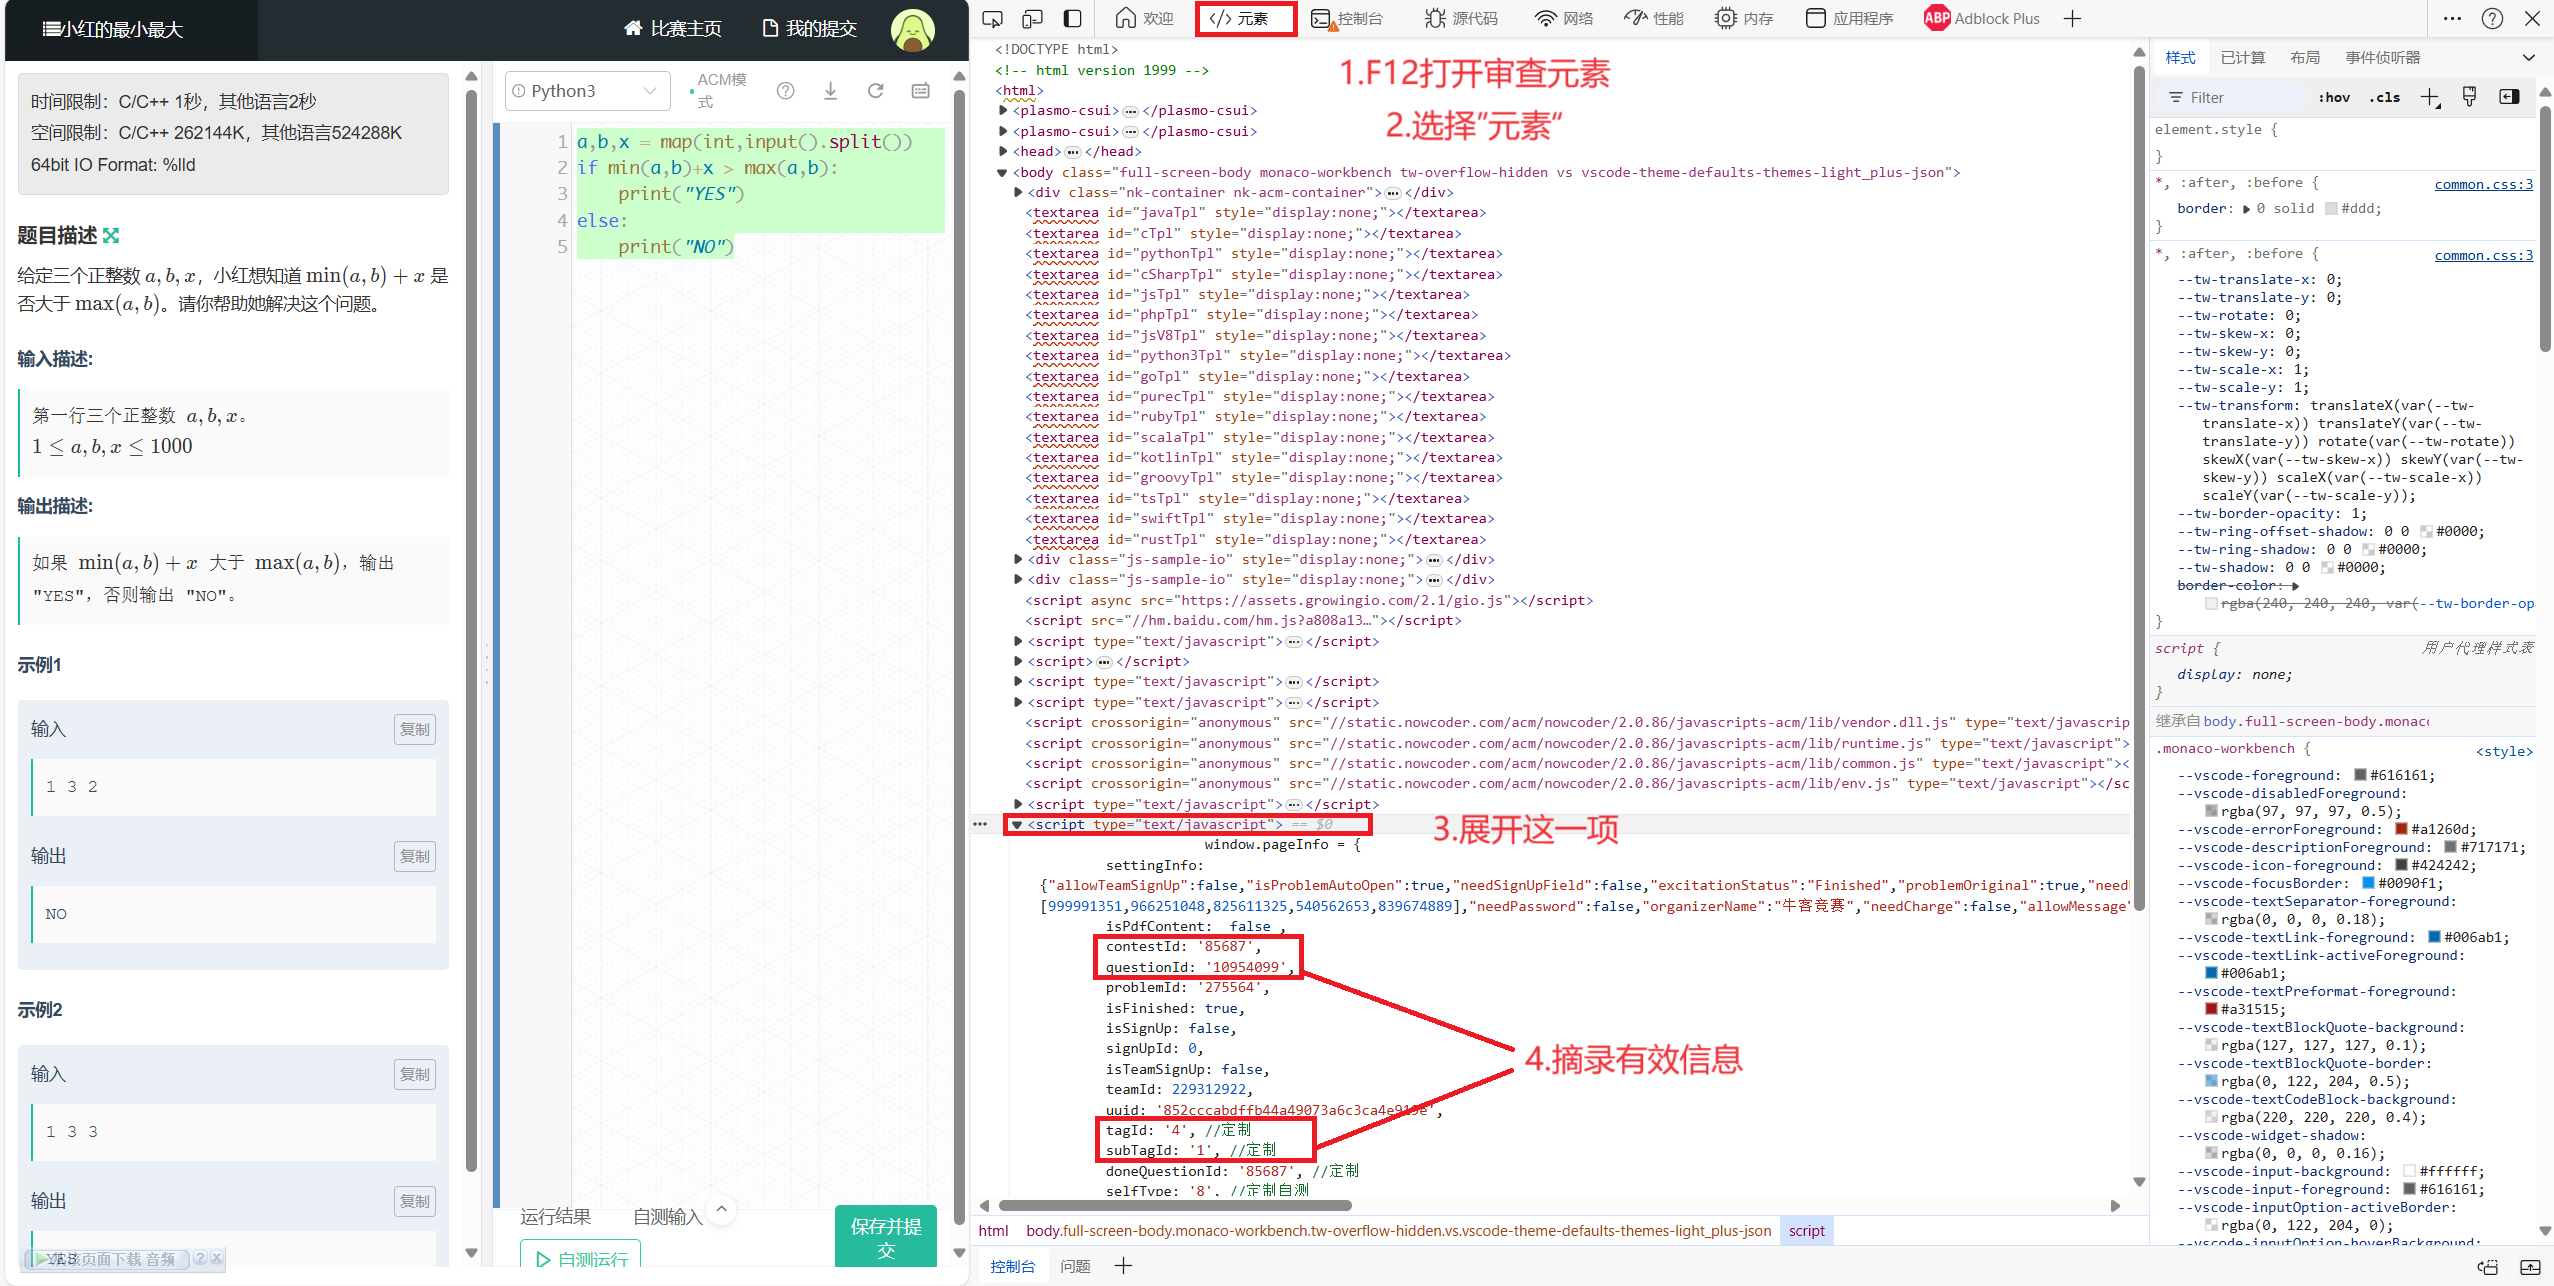 小红的最小最大
比赛主页
我的提交
时间限制：C/C++ 1秒，其他语言2秒
空间限制：C/C++ 262144K，其他语言524288K
64bit IO Format: %lld
题目描述
给定三个正整数 a, b, x，小红想知道 min(a, b) + x 是
否大于 max(a, b)。请你帮助她解决这个问题。
输入描述:
第一行三个正整数 a, b, x。
1 ≤ a, b, x ≤ 1000
输出描述:
如果 min(a, b) + x 大于 max(a, b)，输出
"YES"，否则输出 "NO"。
示例1
输入
复制
1 3 2
输出
复制
NO
示例2
输入
复制
1 3 3
输出
复制
YES
该页面下载 音频
Python3
ACM模
式
1 a,b,x = map(int,input().split())
2 if min(a,b)+x > max(a,b):
3 print("YES")
4 else:
5 print("NO")
运行结果
自测输入
自测运行
保存并提
交
欢迎
</> 元素
控制台
源代码
网络
性能
内存
应用程序
ABP Adblock Plus
1.F12打开审查元素
2.选择"元素"
<!DOCTYPE html>
<!-- html version 1999 -->
<html>
<plasmo-csui> … </plasmo-csui>
<plasmo-csui> … </plasmo-csui>
<head> … </head>
<body class="full-screen-body monaco-workbench tw-overflow-hidden vs vscode-theme-defaults-themes-light_plus-json">
<div class="nk-container nk-acm-container"> … </div>
<textarea id="javaTpl" style="display:none;"></textarea>
<textarea id="cTpl" style="display:none;"></textarea>
<textarea id="pythonTpl" style="display:none;"></textarea>
<textarea id="cSharpTpl" style="display:none;"></textarea>
<textarea id="jsTpl" style="display:none;"></textarea>
<textarea id="phpTpl" style="display:none;"></textarea>
<textarea id="jsV8Tpl" style="display:none;"></textarea>
<textarea id="python3Tpl" style="display:none;"></textarea>
<textarea id="goTpl" style="display:none;"></textarea>
<textarea id="purecTpl" style="display:none;"></textarea>
<textarea id="rubyTpl" style="display:none;"></textarea>
<textarea id="scalaTpl" style="display:none;"></textarea>
<textarea id="kotlinTpl" style="display:none;"></textarea>
<textarea id="groovyTpl" style="display:none;"></textarea>
<textarea id="tsTpl" style="display:none;"></textarea>
<textarea id="swiftTpl" style="display:none;"></textarea>
<textarea id="rustTpl" style="display:none;"></textarea>
<div class="js-sample-io" style="display:none;"> … </div>
<div class="js-sample-io" style="display:none;"> … </div>
<script async src="https://assets.growingio.com/2.1/gio.js"></script>
<script src="//hm.baidu.com/hm.js?a808a13…"></script>
<script type="text/javascript"> … </script>
<script> … </script>
<script type="text/javascript"> … </script>
<script type="text/javascript"> … </script>
<script crossorigin="anonymous" src="//static.nowcoder.com/acm/nowcoder/2.0.86/javascripts-acm/lib/vendor.dll.js" type="text/javascrip
<script crossorigin="anonymous" src="//static.nowcoder.com/acm/nowcoder/2.0.86/javascripts-acm/lib/runtime.js" type="text/javascript">
<script crossorigin="anonymous" src="//static.nowcoder.com/acm/nowcoder/2.0.86/javascripts-acm/lib/common.js" type="text/javascript"><
<script crossorigin="anonymous" src="//static.nowcoder.com/acm/nowcoder/2.0.86/javascripts-acm/lib/env.js" type="text/javascript"></sc
<script type="text/javascript"> … </script>
<script type="text/javascript"> == $0
3.展开这一项
window.pageInfo = {
settingInfo:
{"allowTeamSignUp":false,"isProblemAutoOpen":true,"needSignUpField":false,"excitationStatus":"Finished","problemOriginal":true,"need
[999991351,966251048,825611325,540562653,839674889],"needPassword":false,"organizerName":"牛客竞赛","needCharge":false,"allowMessage"
isPdfContent: false ,
contestId: '85687',
questionId: '10954099',
problemId: '275564',
isFinished: true,
isSignUp: false,
signUpId: 0,
isTeamSignUp: false,
teamId: 229312922,
uuid: '852cccabdffb44a49073a6c3ca4e919e',
tagId: '4', //定制
subTagId: '1', //定制
doneQuestionId: '85687', //定制
selfType: '8', //定制自测
4.摘录有效信息
html
body.full-screen-body.monaco-workbench.tw-overflow-hidden.vs.vscode-theme-defaults-themes-light_plus-json
script
控制台
问题
样式
已计算
布局
事件侦听器
Filter
:hov
.cls
element.style {
}
*, :after, :before {
common.css:3
border: 0 solid #ddd;
}
*, :after, :before {
common.css:3
--tw-translate-x: 0;
--tw-translate-y: 0;
--tw-rotate: 0;
--tw-skew-x: 0;
--tw-skew-y: 0;
--tw-scale-x: 1;
--tw-scale-y: 1;
--tw-transform: translateX(var(--tw-
translate-x)) translateY(var(--tw-
translate-y)) rotate(var(--tw-rotate))
skewX(var(--tw-skew-x)) skewY(var(--tw-
skew-y)) scaleX(var(--tw-scale-x))
scaleY(var(--tw-scale-y));
--tw-border-opacity: 1;
--tw-ring-offset-shadow: 0 0 #0000;
--tw-ring-shadow: 0 0 #0000;
--tw-shadow: 0 0 #0000;
border-color:
rgba(240, 240, 240, var(--tw-border-op
}
script {
用户代理样式表
display: none;
}
继承自 body.full-screen-body.monac
.monaco-workbench {
<style>
--vscode-foreground: #616161;
--vscode-disabledForeground:
rgba(97, 97, 97, 0.5);
--vscode-errorForeground: #a1260d;
--vscode-descriptionForeground: #717171;
--vscode-icon-foreground: #424242;
--vscode-focusBorder: #0090f1;
--vscode-textSeparator-foreground:
rgba(0, 0, 0, 0.18);
--vscode-textLink-foreground: #006ab1;
--vscode-textLink-activeForeground:
#006ab1;
--vscode-textPreformat-foreground:
#a31515;
--vscode-textBlockQuote-background:
rgba(127, 127, 127, 0.1);
--vscode-textBlockQuote-border:
rgba(0, 122, 204, 0.5);
--vscode-textCodeBlock-background:
rgba(220, 220, 220, 0.4);
--vscode-widget-shadow:
rgba(0, 0, 0, 0.16);
--vscode-input-background: #ffffff;
--vscode-input-foreground: #616161;
--vscode-inputOption-activeBorder:
rgba(0, 122, 204, 0);
--vscode-inputOption-hoverBackground: